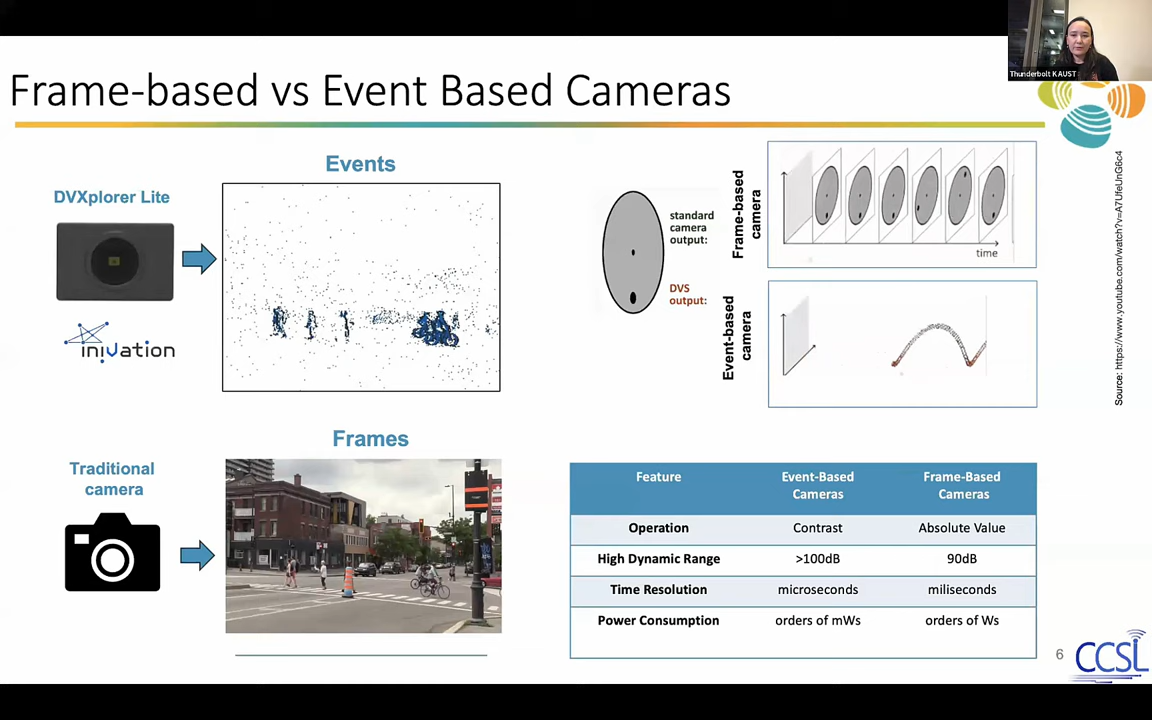 Thunderbolt KAUST
Frame-based vs Event Based Cameras
Events
DVXplorer Lite
inivation
Frames
Traditional
camera
standard
camera
output:
DVS
output:
Frame-based
camera
time
Event-based
camera
Source: https://www.youtube.com/watch?v=A7UfeUnG6c4
Feature
Event-Based
Cameras
Frame-Based
Cameras
Operation
Contrast
Absolute Value
High Dynamic Range
>100dB
90dB
Time Resolution
microseconds
miliseconds
Power Consumption
orders of mWs
orders of Ws
6
CCSL